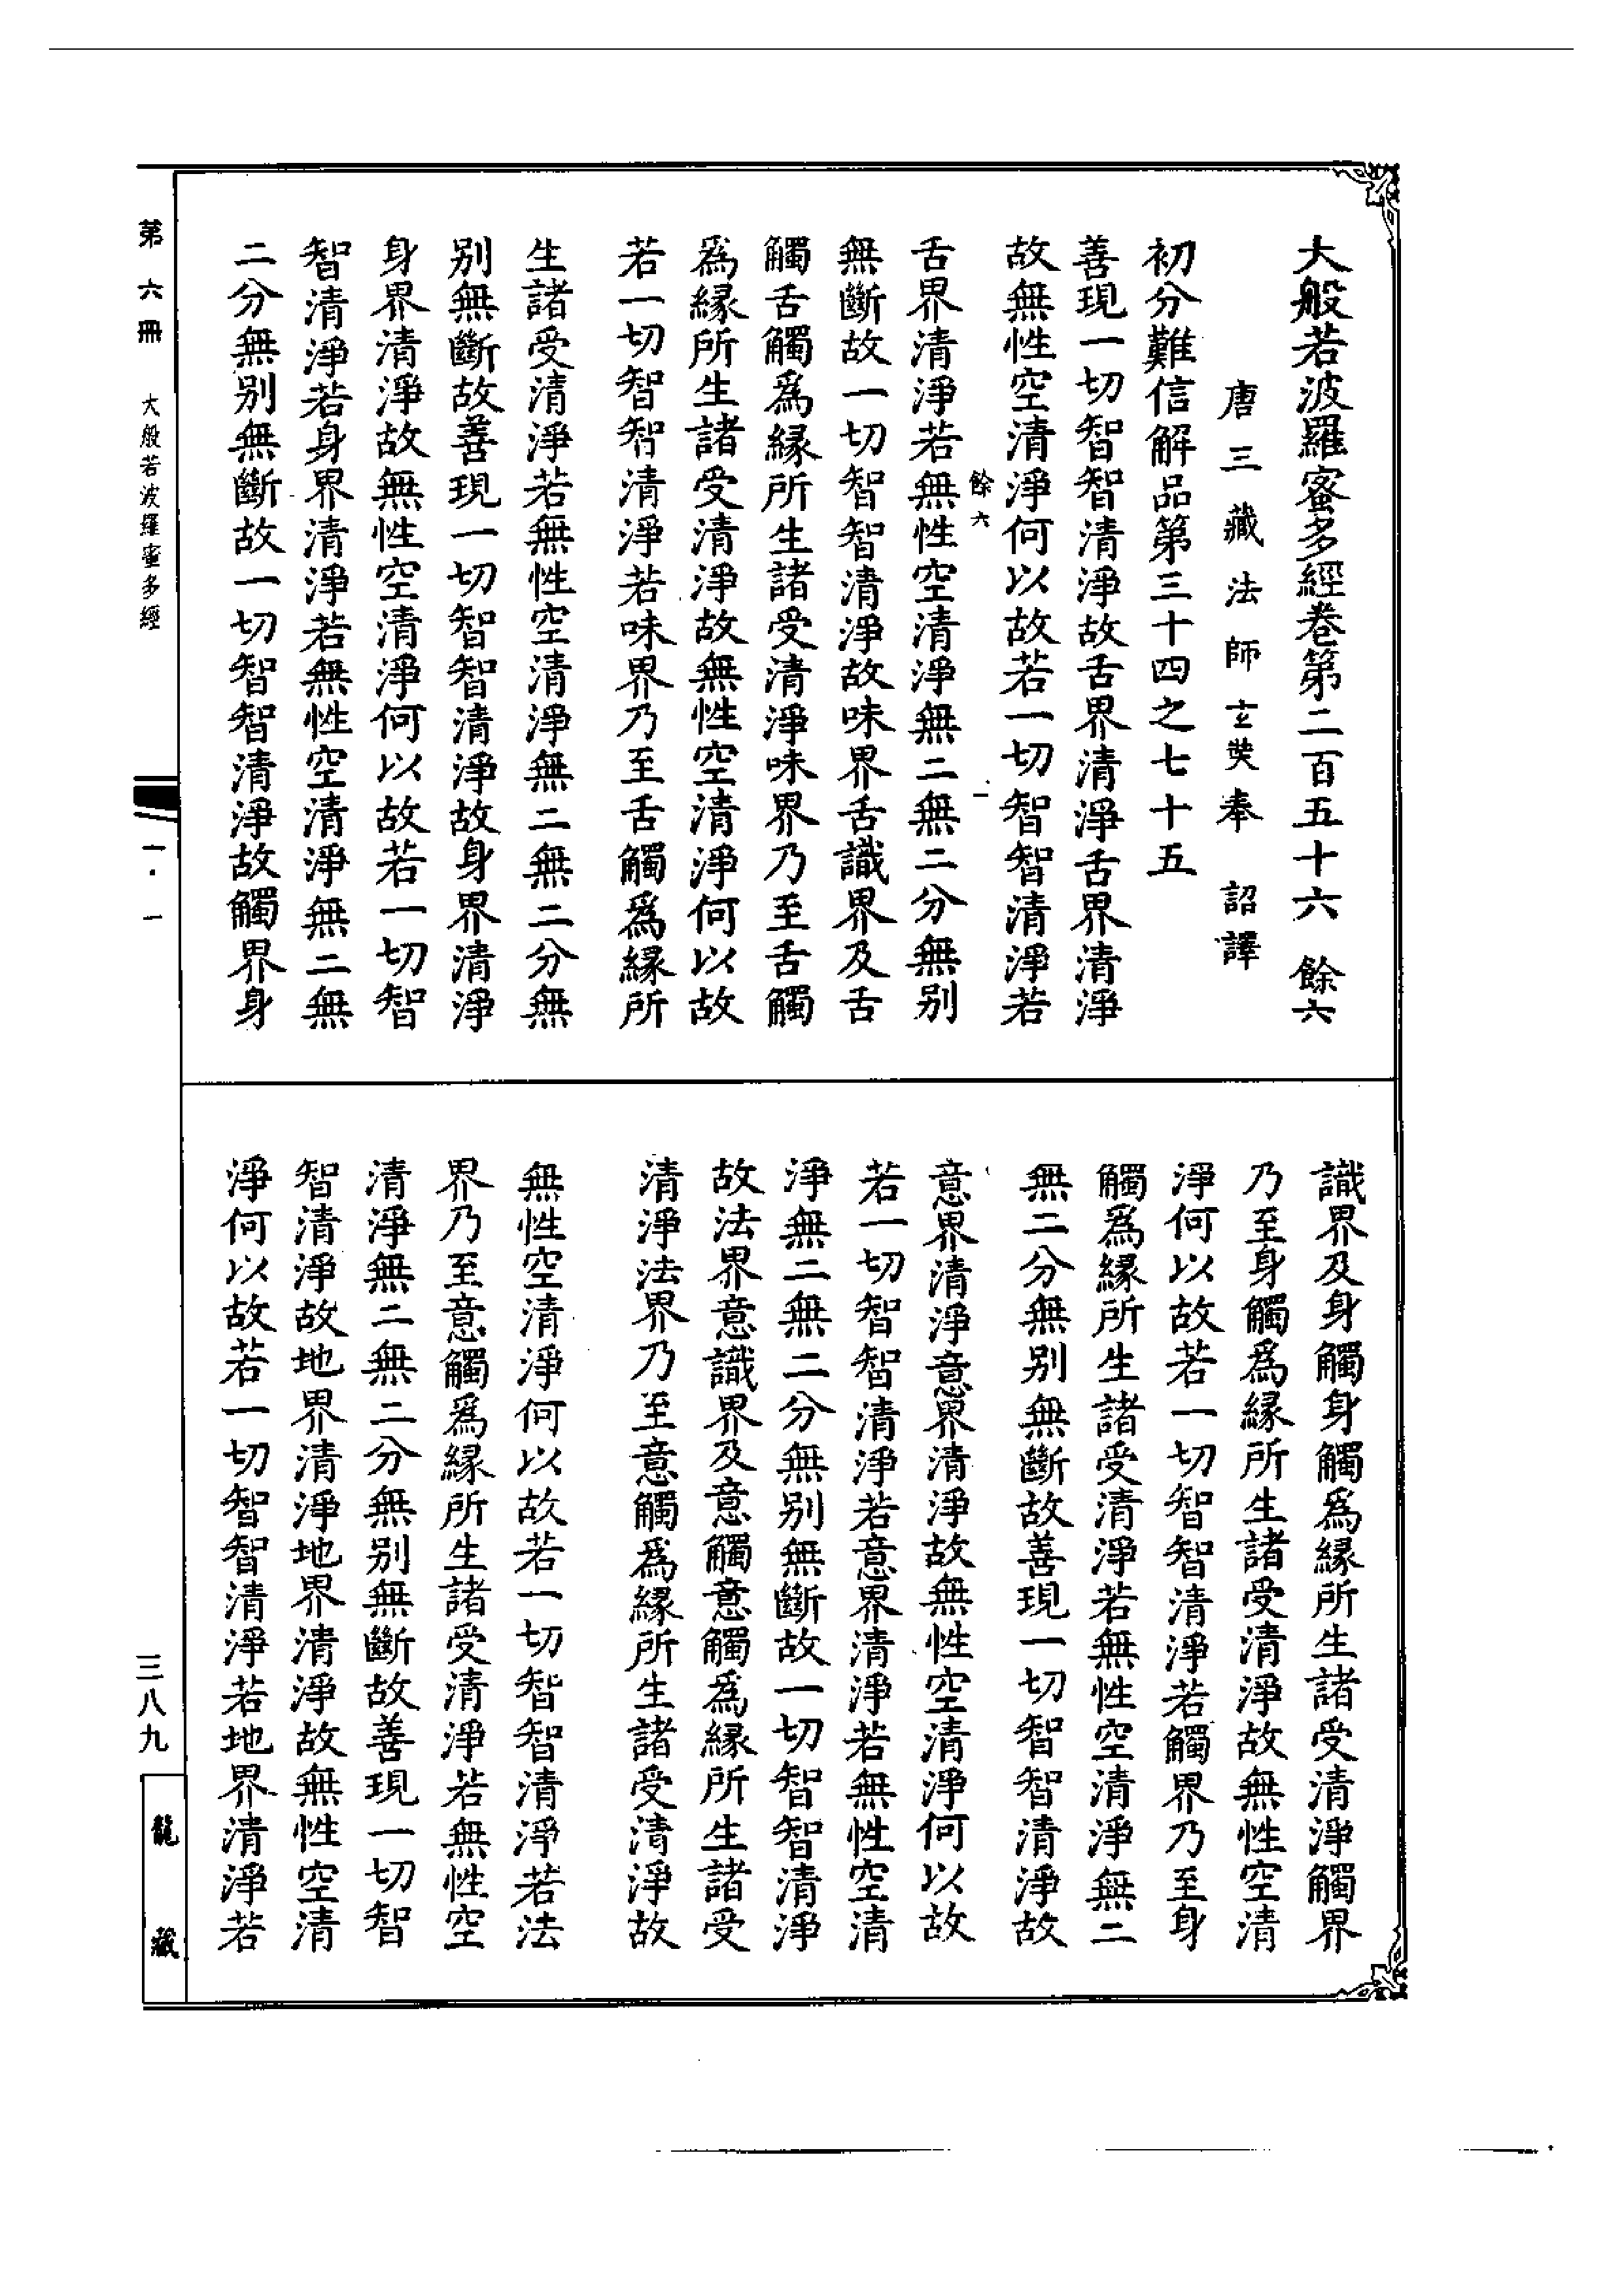 大般若波羅蜜多經卷第二百五十六　餘六
唐三藏法師玄奘奉　詔譯
初分難信解品第三十四之七十五
善現一切智智清淨故舌界清淨舌界清淨
故無性空清淨何以故若一切智智清淨若
餘六　一
舌界清淨若無性空清淨無二無二分無别
無斷故一切智智清淨故味界舌識界及舌
觸舌觸爲縁所生諸受清淨味界乃至舌觸
爲縁所生諸受清淨故無性空清淨何以故
若一切智智清淨若味界乃至舌觸爲縁所
生諸受清淨若無性空清淨無二無二分無
别無斷故善現一切智智清淨故身界清淨
身界清淨故無性空清淨何以故若一切智
智清淨若身界清淨若無性空清淨無二無
二分無别無斷故一切智智清淨故觸界身
識界及身觸身觸爲縁所生諸受清淨觸界
乃至身觸爲縁所生諸受清淨故無性空清
淨何以故若一切智智清淨若觸界乃至身
觸爲縁所生諸受清淨若無性空清淨無二
無二分無别無斷故善現一切智智清淨故
意界清淨意界清淨故無性空清淨何以故
若一切智智清淨若意界清淨若無性空清
淨無二無二分無别無斷故一切智智清淨
故法界意識界及意觸意觸爲縁所生諸受
清淨法界乃至意觸爲縁所生諸受清淨故
無性空清淨何以故若一切智智清淨若法
界乃至意觸爲縁所生諸受清淨若無性空
清淨無二無二分無别無斷故善現一切智
智清淨故地界清淨地界清淨故無性空清
淨何以故若一切智智清淨若地界清淨若
第六冊　大般若波羅蜜多經　一·一　三八九
龍藏